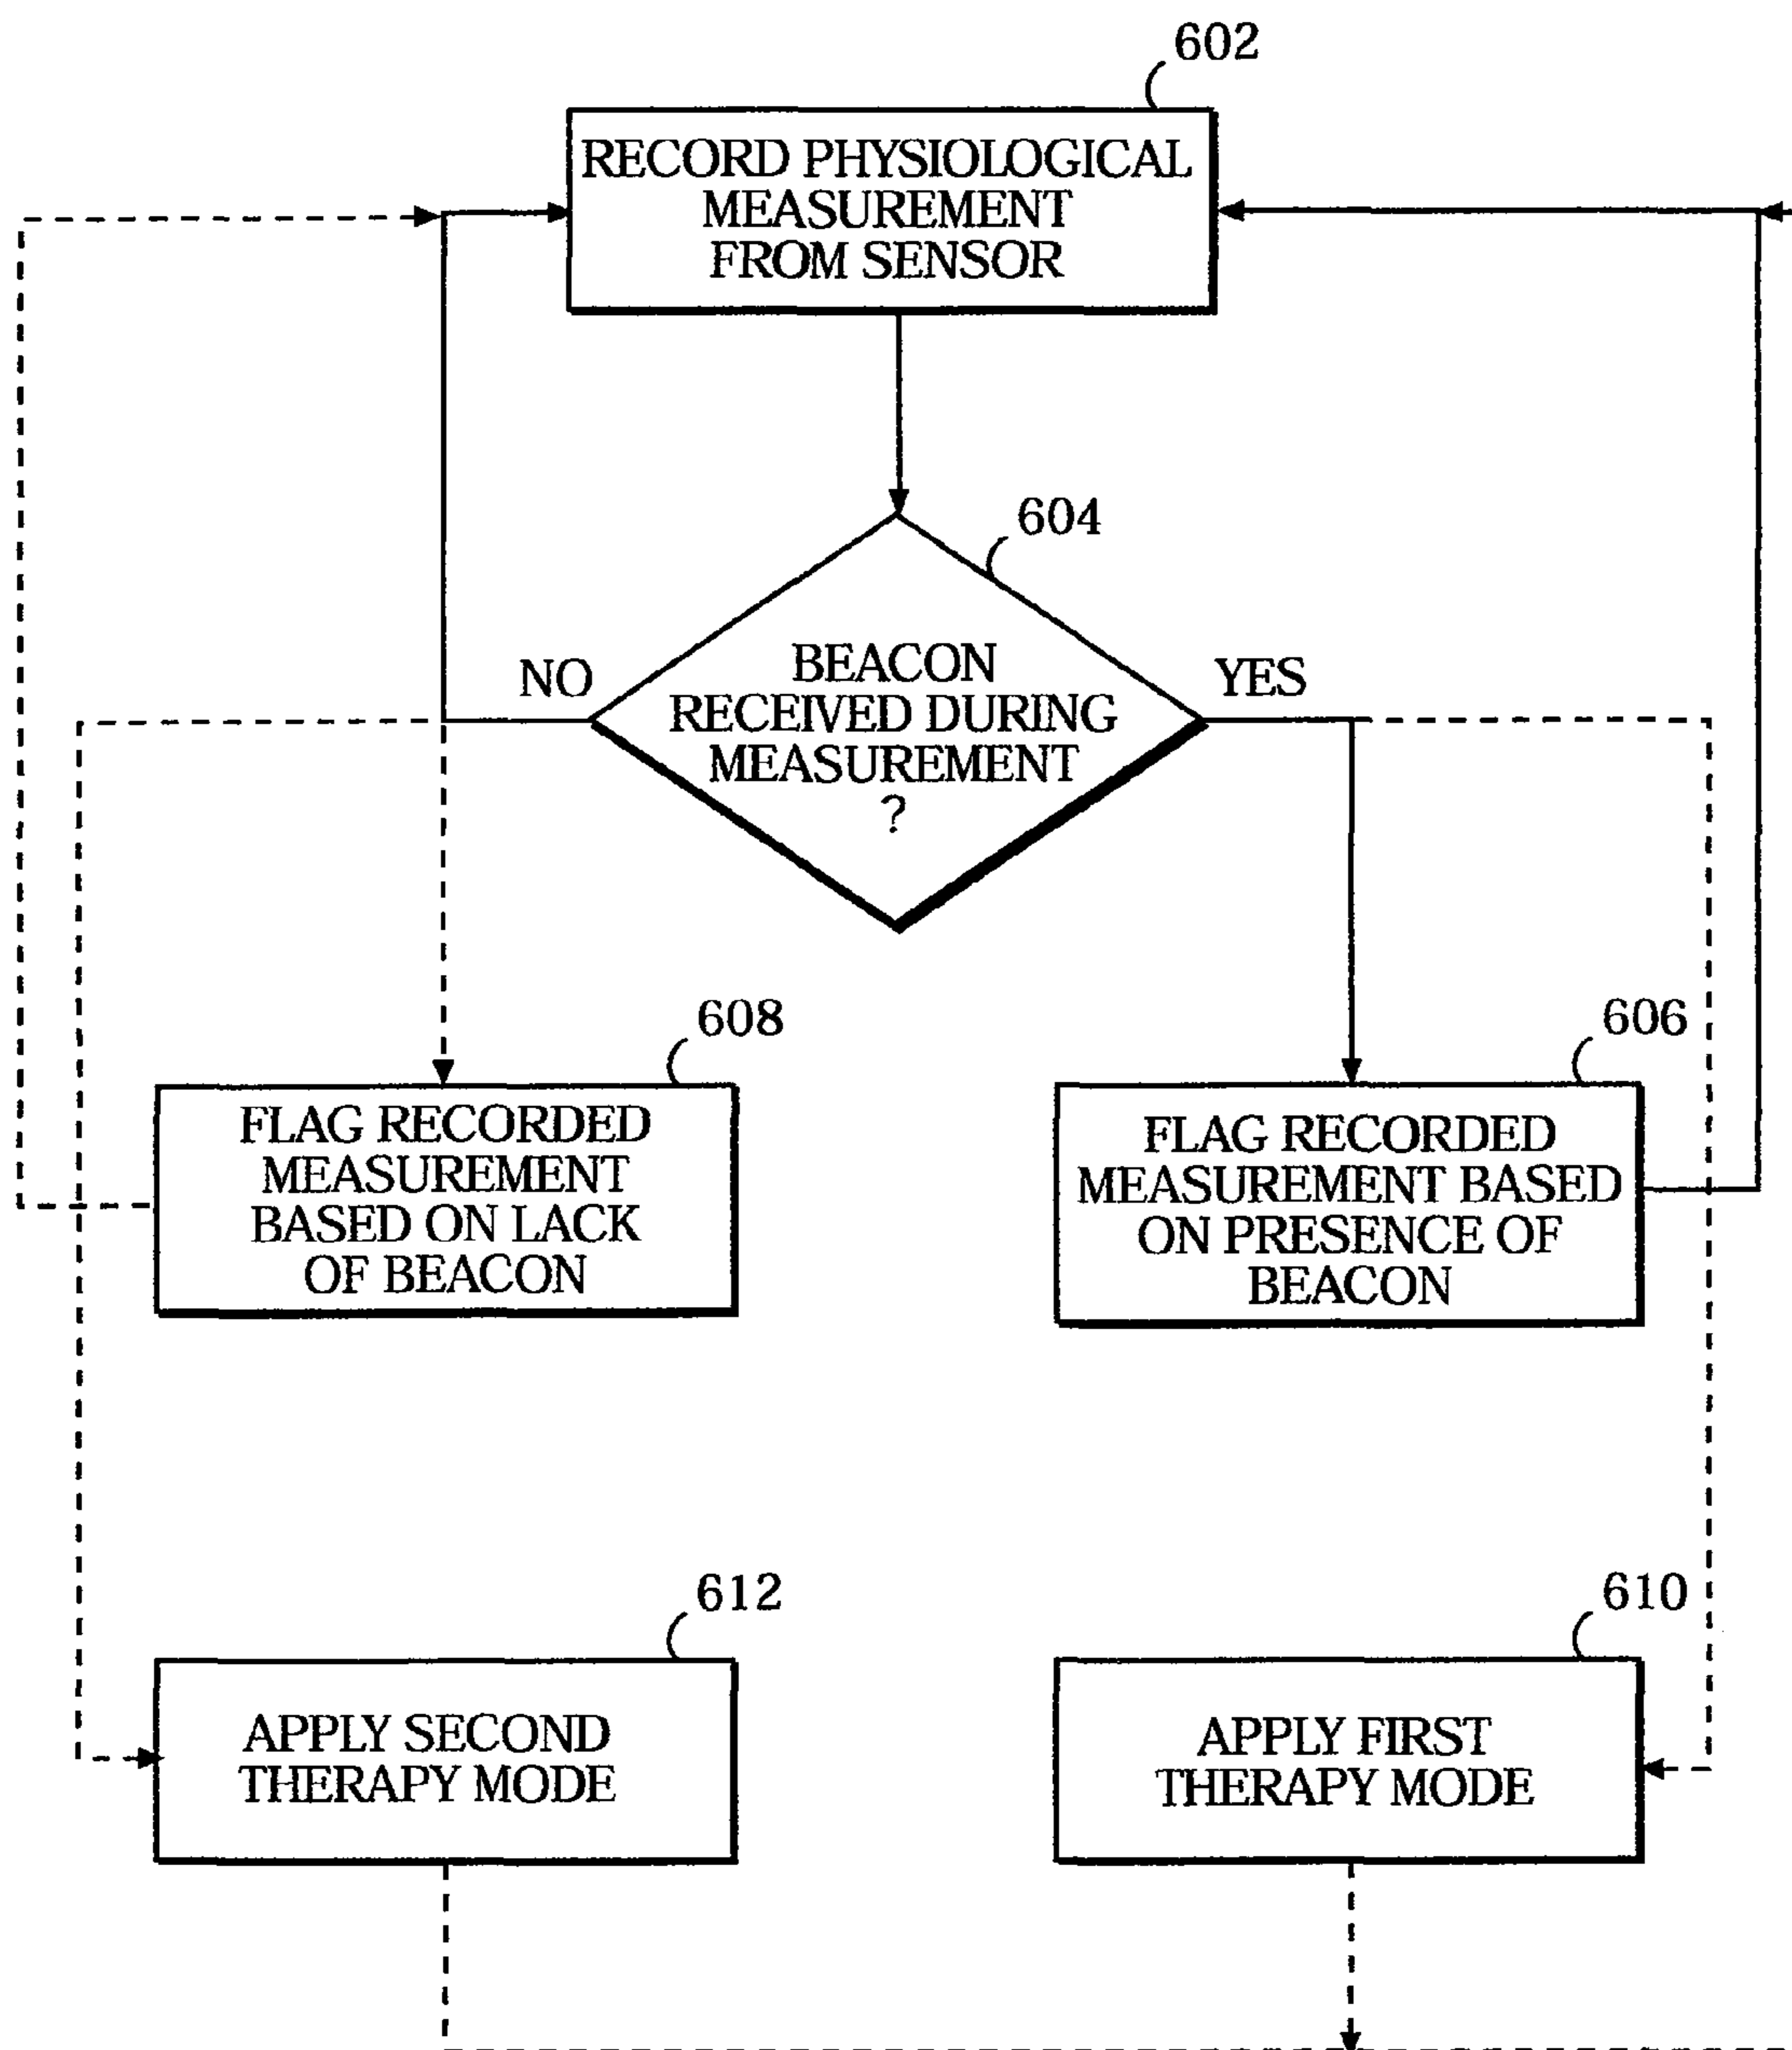 602
RECORD PHYSIOLOGICAL
MEASUREMENT
FROM SENSOR
604
NO
BEACON
RECEIVED DURING
MEASUREMENT
?
YES
608
FLAG RECORDED
MEASUREMENT
BASED ON LACK
OF BEACON
606
FLAG RECORDED
MEASUREMENT BASED
ON PRESENCE OF
BEACON
612
APPLY SECOND
THERAPY MODE
610
APPLY FIRST
THERAPY MODE